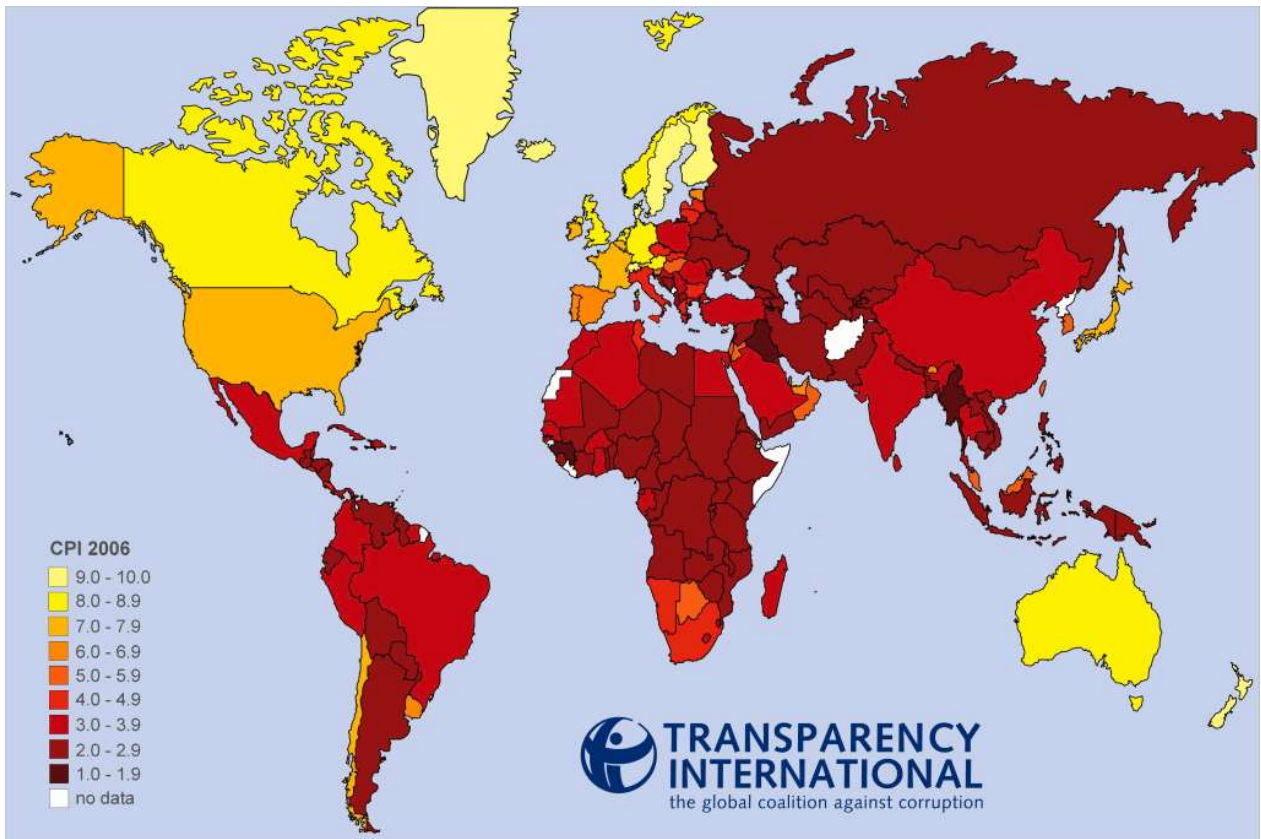 CPI 2006
9.0 - 10.0
8.0 - 8.9
7.0 - 7.9
6.0 - 6.9
5.0 - 5.9
4.0 - 4.9
3.0 - 3.9
2.0 - 2.9
1.0 - 1.9
no data
TRANSPARENCY
INTERNATIONAL
the global coalition against corruption